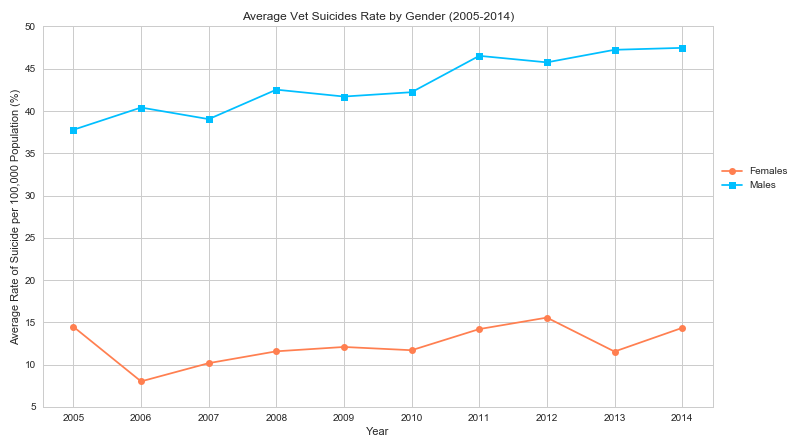 Average Vet Suicides Rate by Gender (2005-2014)
Average Rate of Suicide per 100,000 Population (%)
50
45
40
35
30
25
20
15
10
5
2005 2006 2007 2008 2009 2010 2011 2012 2013 2014
Year
Females
Males